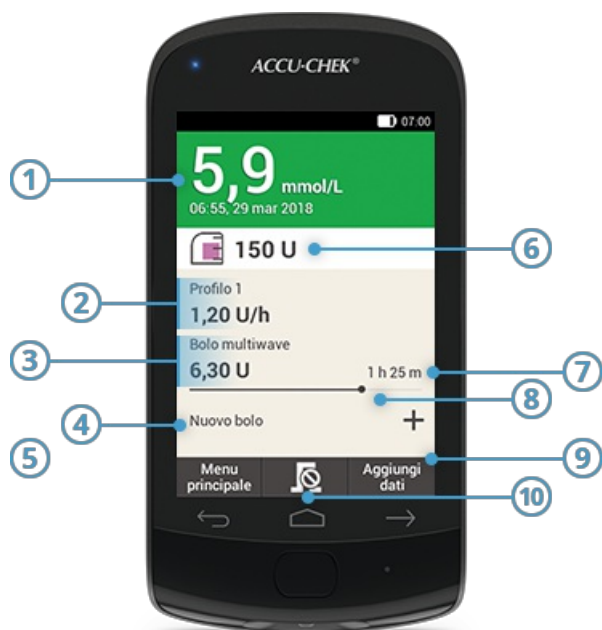 ACCU-CHEK®
07:00
1
5,9 mmol/L
06:55, 29 mar 2018
150 U
6
2
Profilo 1
1,20 U/h
3
Bolo multiwave
6,30 U
1 h 25 m
7
8
4
Nuovo bolo
+
5
Menu principale
Aggiungi dati
9
10